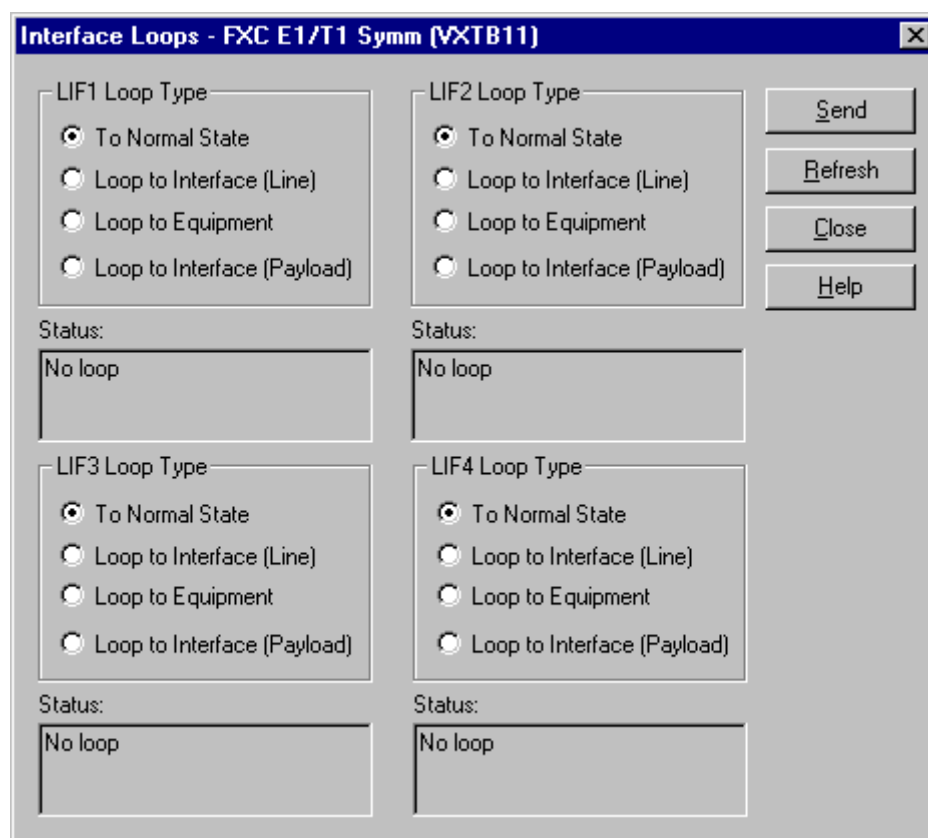 Interface Loops - FXC E1/T1 Symm (VXTB11)
LIF1 Loop Type
To Normal State
Loop to Interface (Line)
Loop to Equipment
Loop to Interface (Payload)
Status:
No loop
LIF2 Loop Type
To Normal State
Loop to Interface (Line)
Loop to Equipment
Loop to Interface (Payload)
Status:
No loop
Send
Refresh
Close
Help
LIF3 Loop Type
To Normal State
Loop to Interface (Line)
Loop to Equipment
Loop to Interface (Payload)
Status:
No loop
LIF4 Loop Type
To Normal State
Loop to Interface (Line)
Loop to Equipment
Loop to Interface (Payload)
Status:
No loop